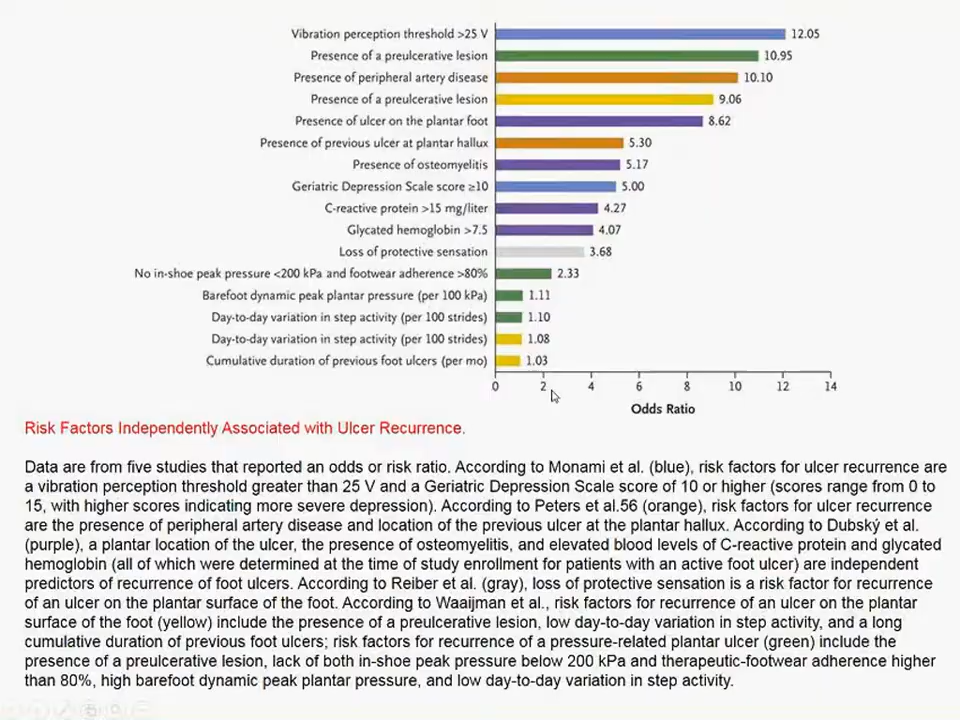 Vibration perception threshold >25 V 12.05
Presence of a preulcerative lesion 10.95
Presence of peripheral artery disease 10.10
Presence of a preulcerative lesion 9.06
Presence of ulcer on the plantar foot 8.62
Presence of previous ulcer at plantar hallux 5.30
Presence of osteomyelitis 5.17
Geriatric Depression Scale score ≥10 5.00
C-reactive protein >15 mg/liter 4.27
Glycated hemoglobin >7.5 4.07
Loss of protective sensation 3.68
No in-shoe peak pressure <200 kPa and footwear adherence >80% 2.33
Barefoot dynamic peak plantar pressure (per 100 kPa) 1.11
Day-to-day variation in step activity (per 100 strides) 1.10
Day-to-day variation in step activity (per 100 strides) 1.08
Cumulative duration of previous foot ulcers (per mo) 1.03
0 2 4 6 8 10 12 14
Odds Ratio
Risk Factors Independently Associated with Ulcer Recurrence.
Data are from five studies that reported an odds or risk ratio. According to Monami et al. (blue), risk factors for ulcer recurrence are
a vibration perception threshold greater than 25 V and a Geriatric Depression Scale score of 10 or higher (scores range from 0 to
15, with higher scores indicating more severe depression). According to Peters et al.56 (orange), risk factors for ulcer recurrence
are the presence of peripheral artery disease and location of the previous ulcer at the plantar hallux. According to Dubský et al.
(purple), a plantar location of the ulcer, the presence of osteomyelitis, and elevated blood levels of C-reactive protein and glycated
hemoglobin (all of which were determined at the time of study enrollment for patients with an active foot ulcer) are independent
predictors of recurrence of foot ulcers. According to Reiber et al. (gray), loss of protective sensation is a risk factor for recurrence
of an ulcer on the plantar surface of the foot. According to Waaijman et al., risk factors for recurrence of an ulcer on the plantar
surface of the foot (yellow) include the presence of a preulcerative lesion, low day-to-day variation in step activity, and a long
cumulative duration of previous foot ulcers; risk factors for recurrence of a pressure-related plantar ulcer (green) include the
presence of a preulcerative lesion, lack of both in-shoe peak pressure below 200 kPa and therapeutic-footwear adherence higher
than 80%, high barefoot dynamic peak plantar pressure, and low day-to-day variation in step activity.